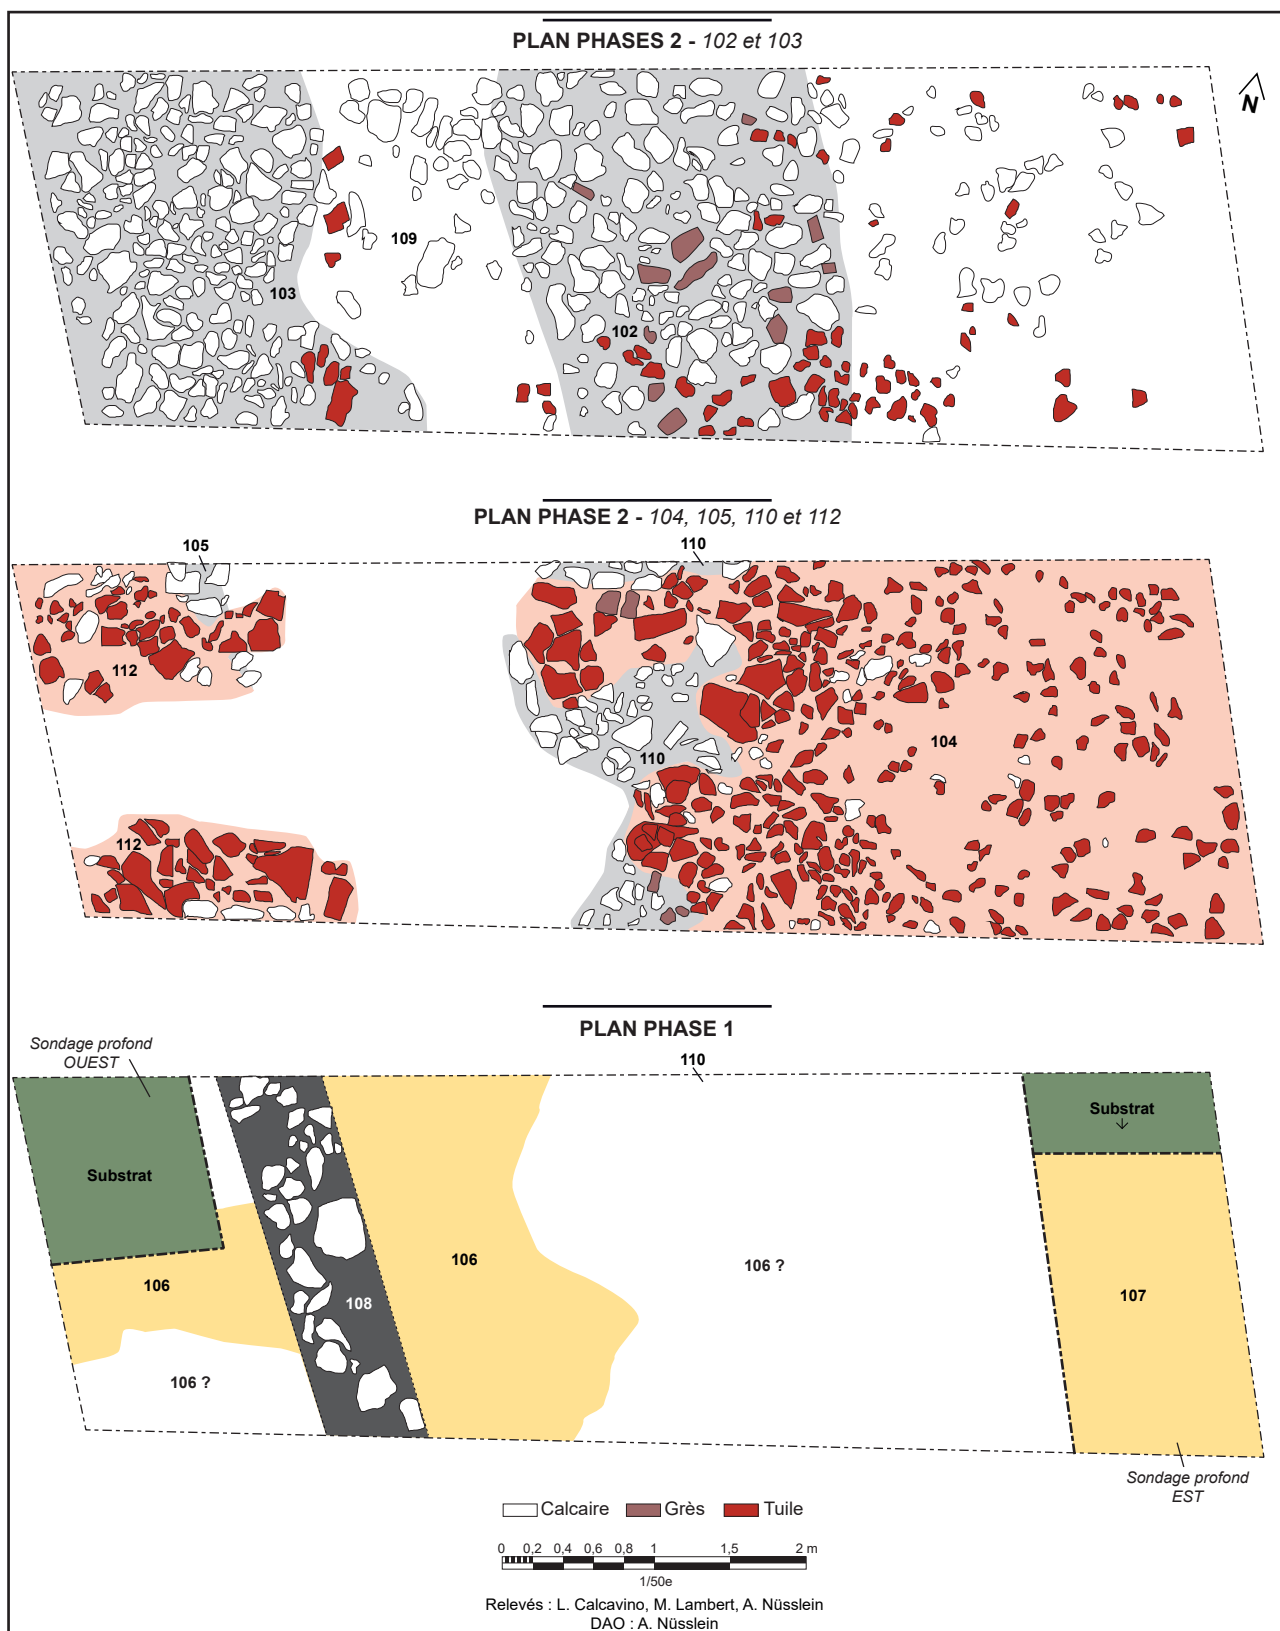 PLAN PHASES 2 - 102 et 103
N
109
103
102
PLAN PHASE 2 - 104, 105, 110 et 112
105
110
112
104
110
112
PLAN PHASE 1
Sondage profond
OUEST
110
Substrat
Substrat
106
106
106 ?
107
108
106 ?
Sondage profond
EST
Calcaire Grès Tuile
0 0,2 0,4 0,6 0,8 1 1,5 2 m
1/50e
Relevés : L. Calcavino, M. Lambert, A. Nüsslein
DAO : A. Nüsslein